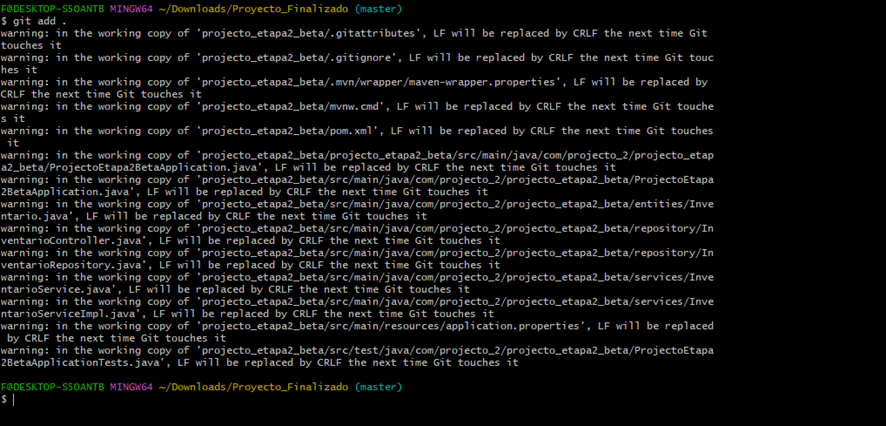 F@DESKTOP-S5OANTB MINGW64 ~/Downloads/Proyecto_Finalizado (master)
$ git add .
warning: in the working copy of 'projecto_etapa2_beta/.gitattributes', LF will be replaced by CRLF the next time Git
touches it
warning: in the working copy of 'projecto_etapa2_beta/.gitignore', LF will be replaced by CRLF the next time Git touc
hes it
warning: in the working copy of 'projecto_etapa2_beta/.mvn/wrapper/maven-wrapper.properties', LF will be replaced by
CRLF the next time Git touches it
warning: in the working copy of 'projecto_etapa2_beta/mvnw.cmd', LF will be replaced by CRLF the next time Git touche
s it
warning: in the working copy of 'projecto_etapa2_beta/pom.xml', LF will be replaced by CRLF the next time Git touches
 it
warning: in the working copy of 'projecto_etapa2_beta/projecto_etapa2_beta/src/main/java/com/projecto_2/projecto_etap
a2_beta/ProjectoEtapa2BetaApplication.java', LF will be replaced by CRLF the next time Git touches it
warning: in the working copy of 'projecto_etapa2_beta/src/main/java/com/projecto_2/projecto_etapa2_beta/ProjectoEtapa
2BetaApplication.java', LF will be replaced by CRLF the next time Git touches it
warning: in the working copy of 'projecto_etapa2_beta/src/main/java/com/projecto_2/projecto_etapa2_beta/entities/Inve
ntario.java', LF will be replaced by CRLF the next time Git touches it
warning: in the working copy of 'projecto_etapa2_beta/src/main/java/com/projecto_2/projecto_etapa2_beta/repository/In
ventarioController.java', LF will be replaced by CRLF the next time Git touches it
warning: in the working copy of 'projecto_etapa2_beta/src/main/java/com/projecto_2/projecto_etapa2_beta/repository/In
ventarioRepository.java', LF will be replaced by CRLF the next time Git touches it
warning: in the working copy of 'projecto_etapa2_beta/src/main/java/com/projecto_2/projecto_etapa2_beta/services/Inve
ntarioService.java', LF will be replaced by CRLF the next time Git touches it
warning: in the working copy of 'projecto_etapa2_beta/src/main/java/com/projecto_2/projecto_etapa2_beta/services/Inve
ntarioServiceImpl.java', LF will be replaced by CRLF the next time Git touches it
warning: in the working copy of 'projecto_etapa2_beta/src/main/resources/application.properties', LF will be replaced
 by CRLF the next time Git touches it
warning: in the working copy of 'projecto_etapa2_beta/src/test/java/com/projecto_2/projecto_etapa2_beta/ProjectoEtapa
2BetaApplicationTests.java', LF will be replaced by CRLF the next time Git touches it
F@DESKTOP-S5OANTB MINGW64 ~/Downloads/Proyecto_Finalizado (master)
$